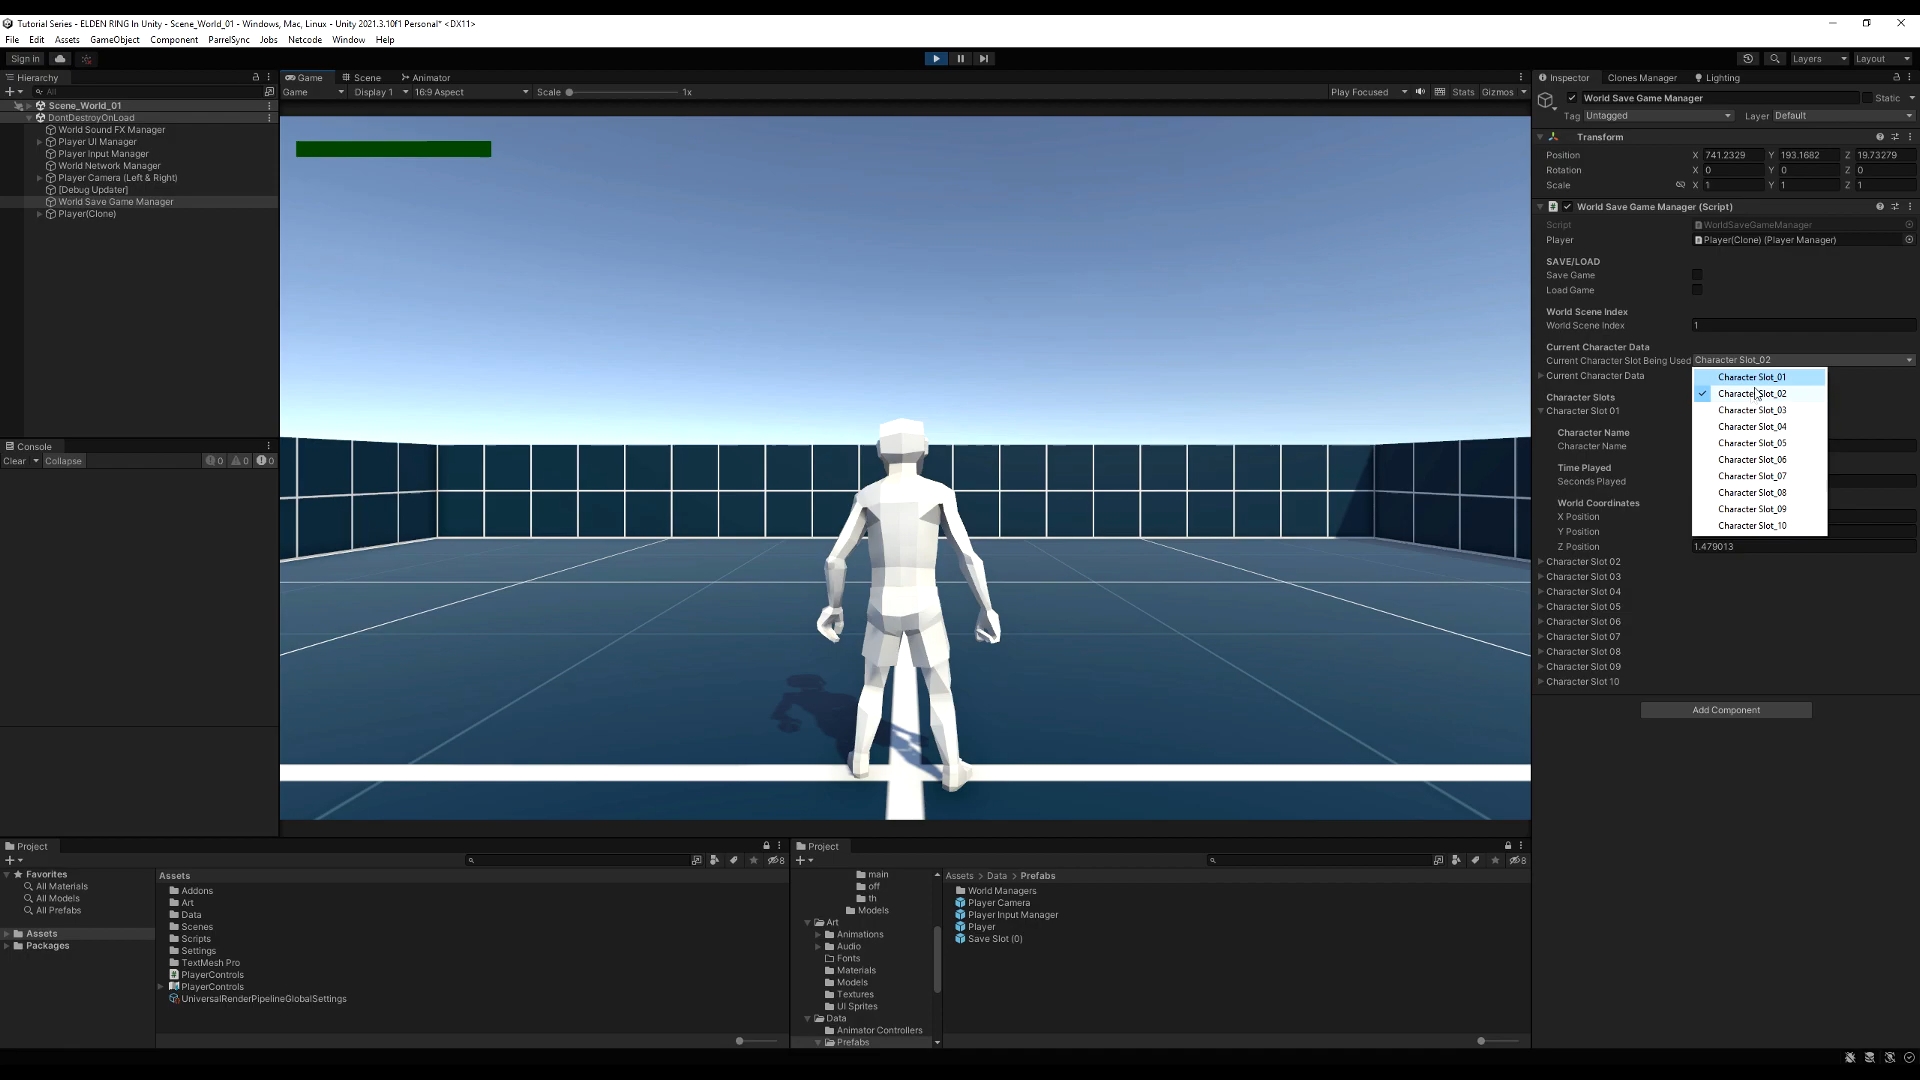 Tutorial Series - ELDEN RING In Unity - Scene_World_01 - Windows, Mac, Linux - Unity 2021.3.10f1 Personal* <DX11>
File Edit Assets GameObject Component ParrelSync Jobs Netcode Window Help
Sign in
Layers
Layout
Hierarchy
All
Scene_World_01
DontDestroyOnLoad
World Sound FX Manager
Player UI Manager
Player Input Manager
World Network Manager
Player Camera (Left & Right)
[Debug Updater]
World Save Game Manager
Player(Clone)
Console
Clear
Collapse
0
0
0
Game
Scene
Animator
Game
Display 1
16:9 Aspect
Scale
1x
Play Focused
Stats
Gizmos
Inspector
Clones Manager
Lighting
World Save Game Manager
Static
Tag
Untagged
Layer
Default
Transform
Position
X 741.2329 Y 193.1682 Z 19.73279
Rotation
X 0 Y 0 Z 0
Scale
X 1 Y 1 Z 1
World Save Game Manager (Script)
Script
WorldSaveGameManager
Player
Player(Clone) (Player Manager)
SAVE/LOAD
Save Game
Load Game
World Scene Index
World Scene Index
1
Current Character Data
Current Character Slot Being Used
Character Slot_02
Current Character Data
Character Slot_01
Character Slot_02
Character Slot_03
Character Slot_04
Character Slot_05
Character Slot_06
Character Slot_07
Character Slot_08
Character Slot_09
Character Slot_10
Character Slots
Character Slot 01
Character Name
Character Name
Time Played
Seconds Played
World Coordinates
X Position
Y Position
Z Position
1.479013
Character Slot 02
Character Slot 03
Character Slot 04
Character Slot 05
Character Slot 06
Character Slot 07
Character Slot 08
Character Slot 09
Character Slot 10
Add Component
Project
8
Favorites
All Materials
All Models
All Prefabs
Assets
Packages
Assets
Addons
Art
Data
Scenes
Scripts
Settings
TextMesh Pro
PlayerControls
PlayerControls
UniversalRenderPipelineGlobalSettings
Project
8
main
off
th
Models
Art
Animations
Audio
Fonts
Materials
Models
Textures
UI Sprites
Data
Animator Controllers
Prefabs
Assets > Data > Prefabs
World Managers
Player Camera
Player Input Manager
Player
Save Slot (0)